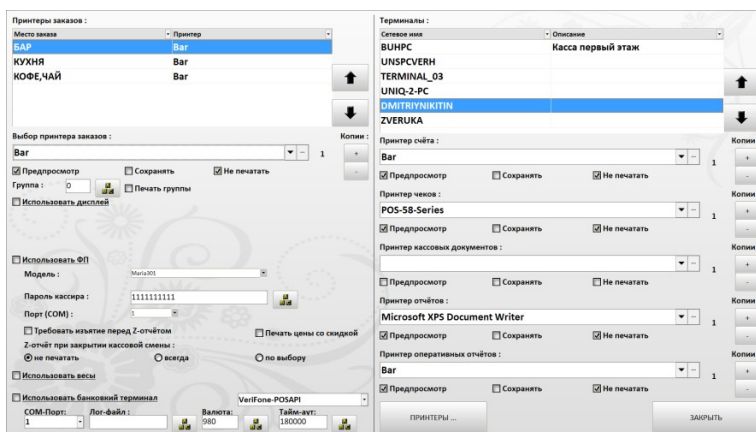 Принтеры заказов :
Место заказа Принтер
БАР Bar
КУХНЯ Bar
КОФЕ,ЧАЙ Bar
Выбор принтера заказов : Копии :
Bar 1 +
Предпросмотр Сохранять Не печатать -
Группа : 0 Печать группы
Использовать дисплей
Использовать ФП
Модель : Maria301
Пароль кассира : 1111111111
Порт (COM) : 1
Требовать изъятие перед Z-отчётом Печать цены со скидкой
Z-отчёт при закрытии кассовой смены :
не печатать всегда по выбору
Использовать весы
Использовать банковкий терминал VeriFone-POSAPI
COM-Порт: Лог-файл : Валюта: Тайм-аут:
1 980 180000
Терминалы :
Сетевое имя Описание
BUHPC Касса первый этаж
UNSPCVERH
TERMINAL_03
UNIQ-2-PC
DMITRIYNIKITIN
ZVERUKA
Принтер счёта : Копии
Bar 1 +
Предпросмотр Сохранять Не печатать -
Принтер чеков : Копии
POS-58-Series 1 +
Предпросмотр Сохранять Не печатать -
Принтер кассовых документов : Копии
1 +
Предпросмотр Сохранять Не печатать -
Принтер отчётов : Копии
Microsoft XPS Document Writer 1 +
Предпросмотр Сохранять Не печатать -
Принтер оперативных отчётов : Копии
Bar 1 +
Предпросмотр Сохранять Не печатать -
ПРИНТЕРЫ ... ЗАКРЫТЬ